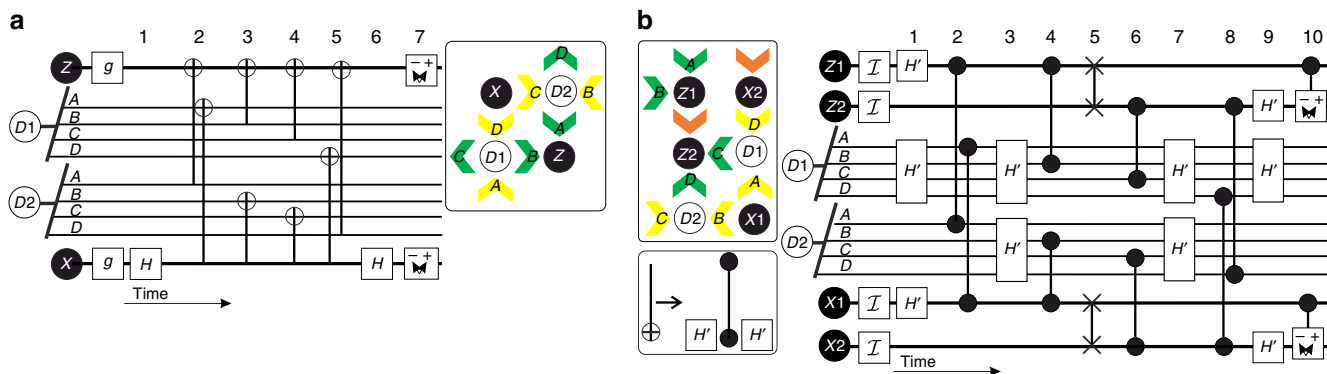 a
1 2 3 4 5 6 7
Z g - +
D1 A
B
C
D
D2 A
B
C
D
X g H H - +
Time
D
X C D2 B
D A
C D1 B Z
A
b
A
B Z1 X2
D
Z2 C D1
D A
C D2 B X1
H' H'
1 2 3 4 5 6 7 8 9 10
Z1 I H'
Z2 I H' - +
D1 A
B
C
D
H' H' H' H'
D2 A
B
C
D
H' H'
X1 I H'
X2 I H' - +
Time